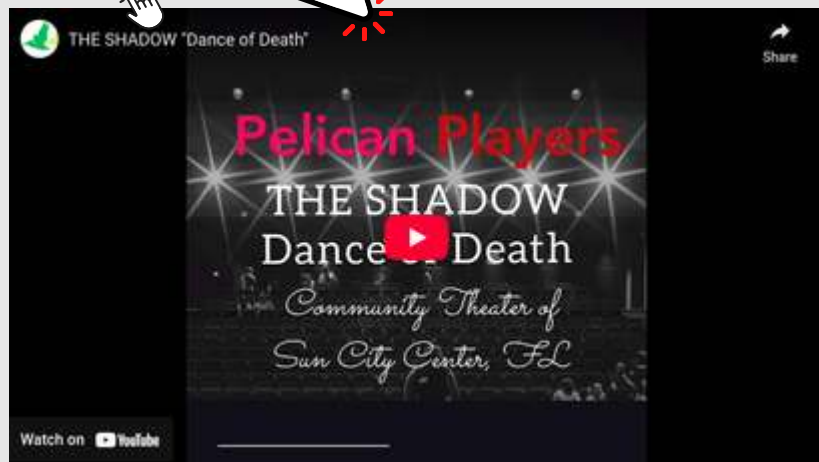 THE SHADOW "Dance of Death"
Share
Pelican Players
THE SHADOW
Dance of Death
Community Theater of
Sun City Center, FL
Watch on YouTube